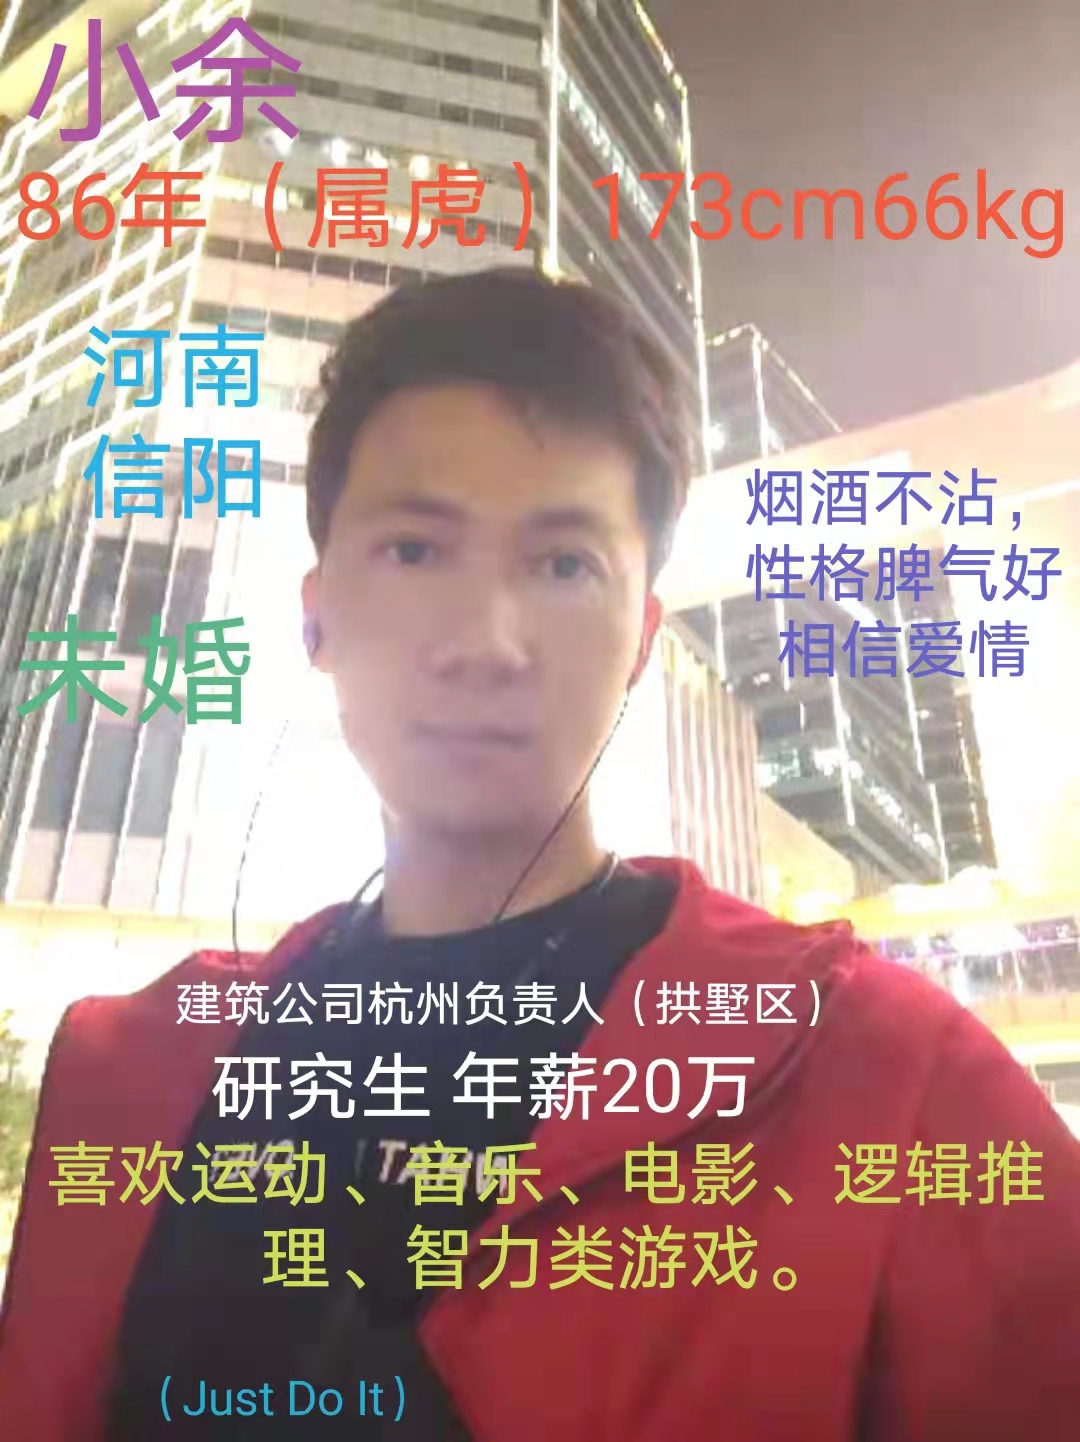 小余
86年（属虎）173cm66kg
河南
信阳
烟酒不沾，
性格脾气好
相信爱情
未婚
建筑公司杭州负责人（拱墅区）
研究生 年薪20万
喜欢运动、音乐、电影、逻辑推
理、智力类游戏。
（Just Do It）